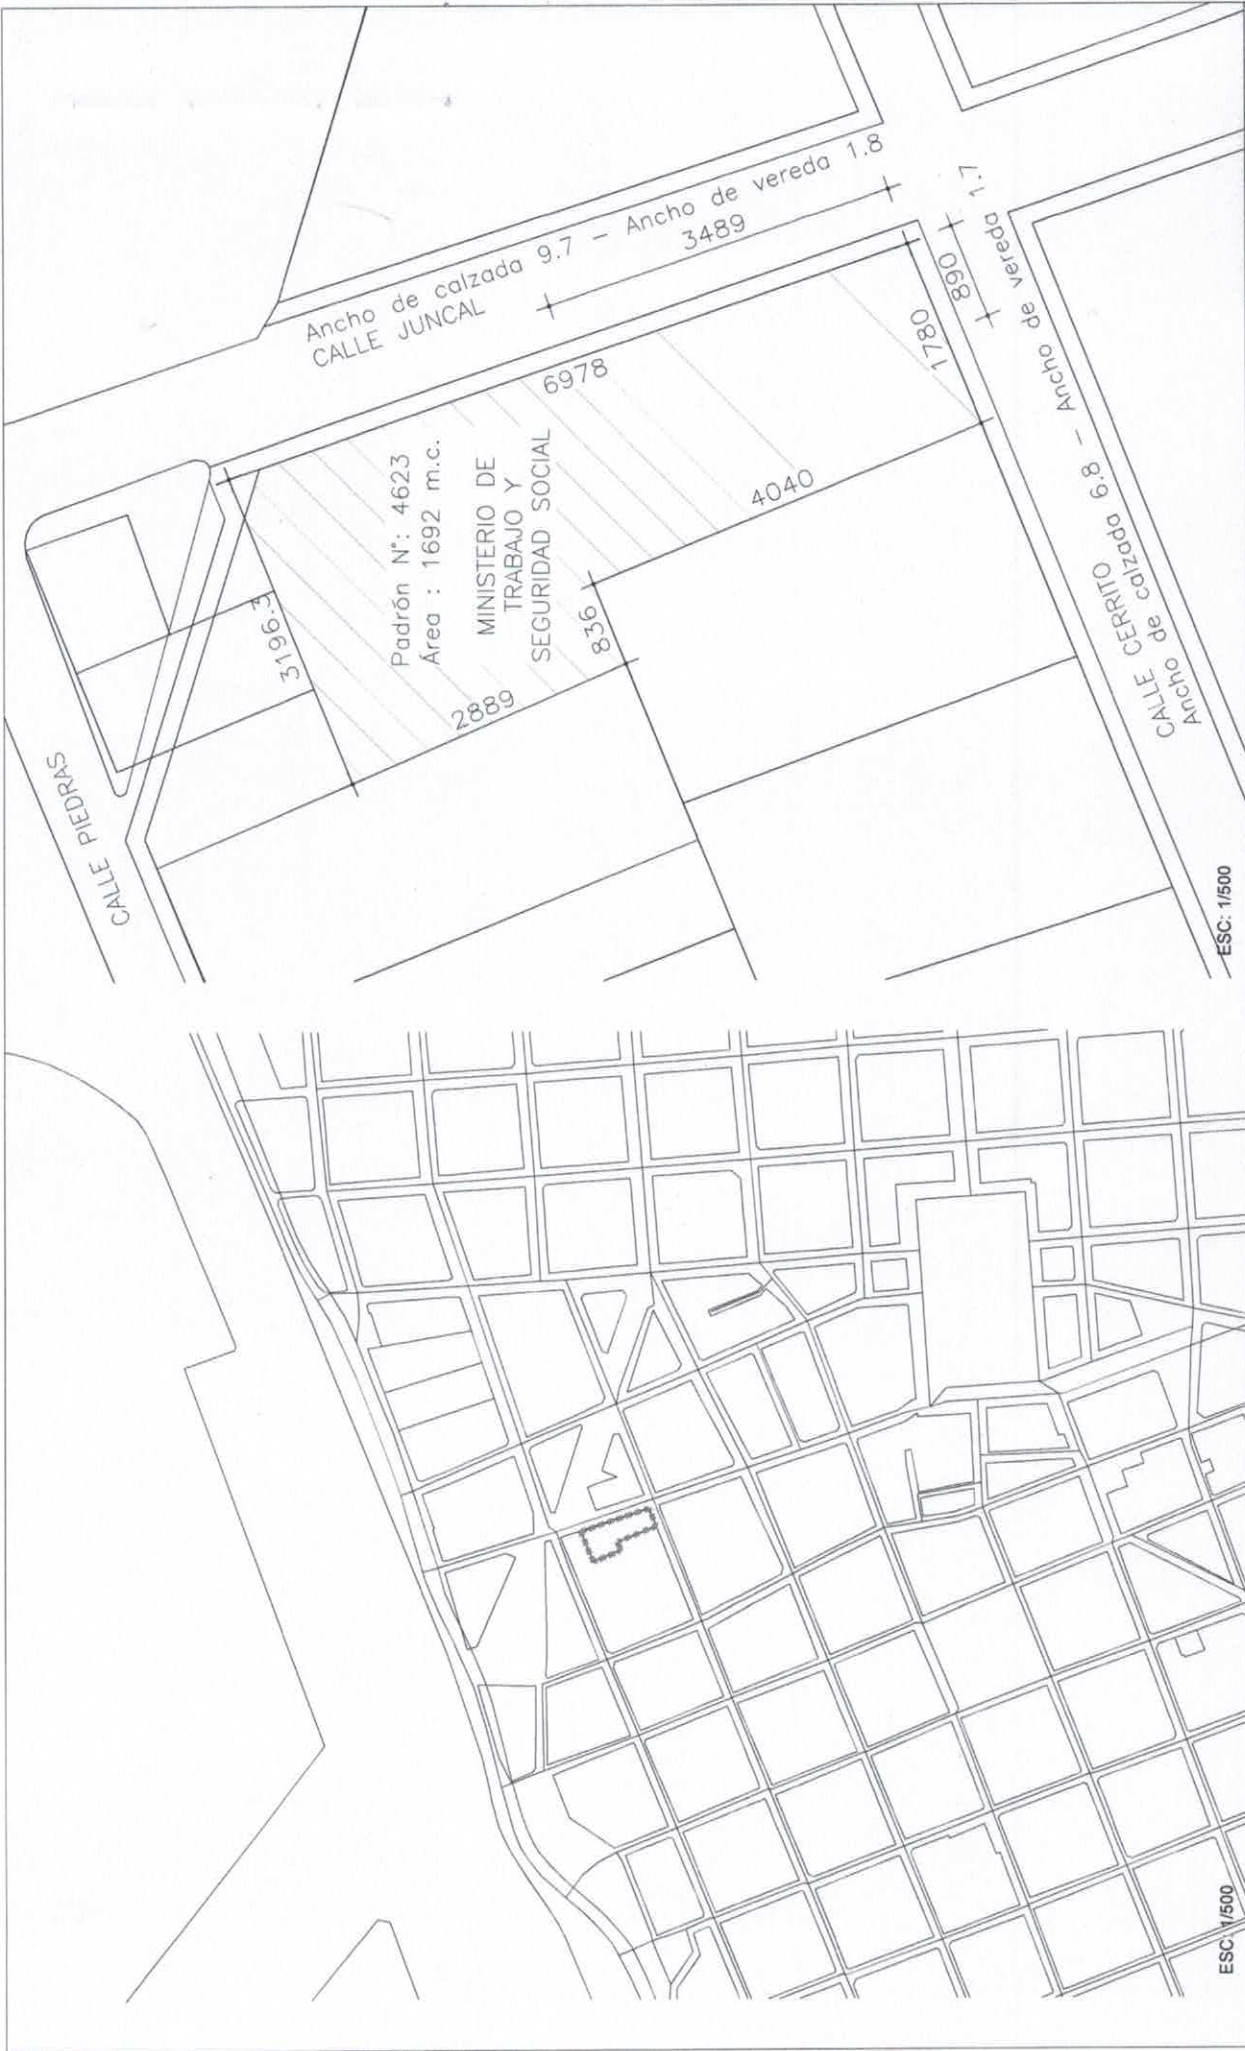 CALLE PIEDRAS
3196.3
Padrón N°: 4623
Área : 1692 m.c.
MINISTERIO DE
TRABAJO Y
SEGURIDAD SOCIAL
2889
836
4040
6978
1780
Ancho de calzada 9.7 - Ancho de vereda 1.8
CALLE JUNCAL
3489
890
CALLE CERRITO
Ancho de calzada 6.8 - Ancho de vereda 1.7
ESC: 1/500
ESC: 1/500